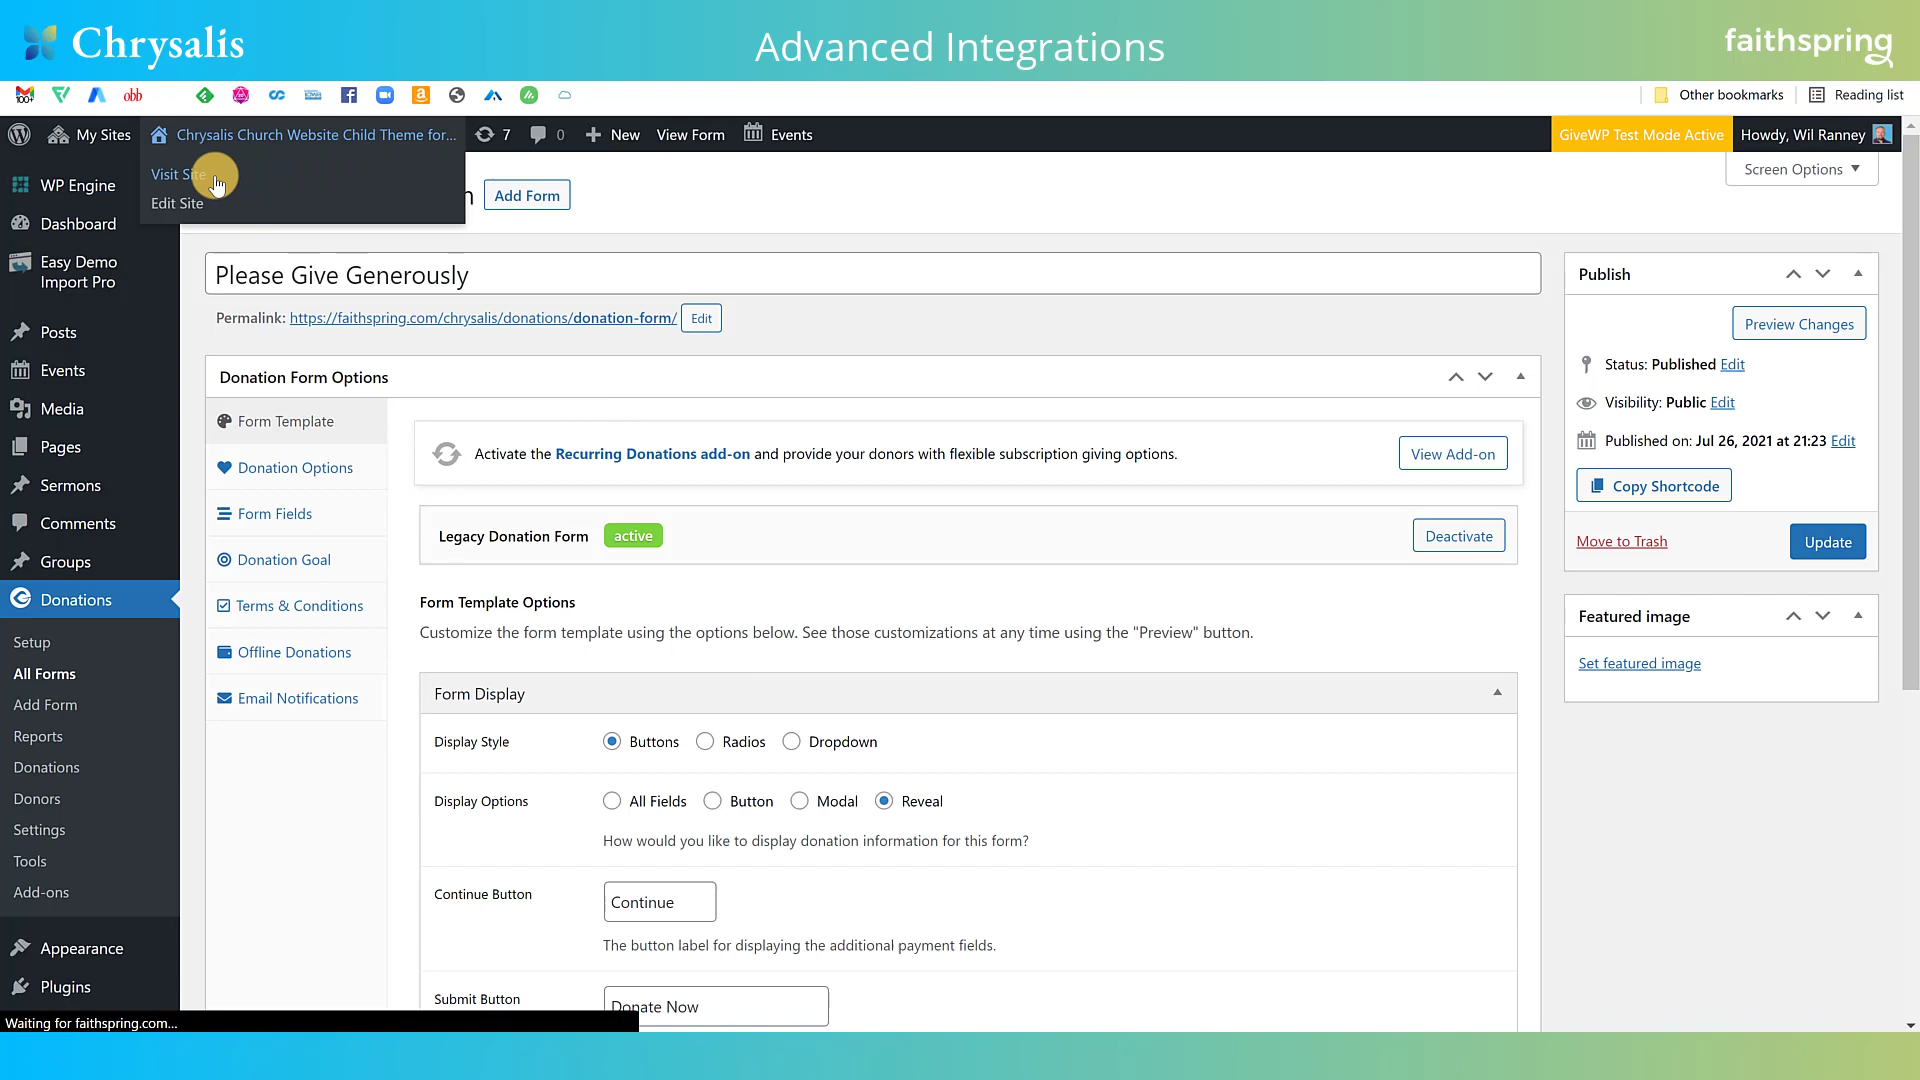 Chrysalis
Advanced Integrations
faithspring
100+
obb
Other bookmarks
Reading list
My Sites
Chrysalis Church Website Child Theme for...
7
0
New
View Form
Events
GiveWP Test Mode Active
Howdy, Wil Ranney
Visit Site
Edit Site
Add Form
Screen Options
WP Engine
Dashboard
Easy Demo
Import Pro
Posts
Events
Media
Pages
Sermons
Comments
Groups
Donations
Setup
All Forms
Add Form
Reports
Donations
Donors
Settings
Tools
Add-ons
Appearance
Plugins
Please Give Generously
Permalink: https://faithspring.com/chrysalis/donations/donation-form/ Edit
Donation Form Options
Form Template
Donation Options
Form Fields
Donation Goal
Terms & Conditions
Offline Donations
Email Notifications
Activate the Recurring Donations add-on and provide your donors with flexible subscription giving options.
View Add-on
Legacy Donation Form active
Deactivate
Form Template Options
Customize the form template using the options below. See those customizations at any time using the "Preview" button.
Form Display
Display Style
Buttons Radios Dropdown
Display Options
All Fields Button Modal Reveal
How would you like to display donation information for this form?
Continue Button
Continue
The button label for displaying the additional payment fields.
Submit Button
Donate Now
Publish
Preview Changes
Status: Published Edit
Visibility: Public Edit
Published on: Jul 26, 2021 at 21:23 Edit
Copy Shortcode
Move to Trash
Update
Featured image
Set featured image
Waiting for faithspring.com...